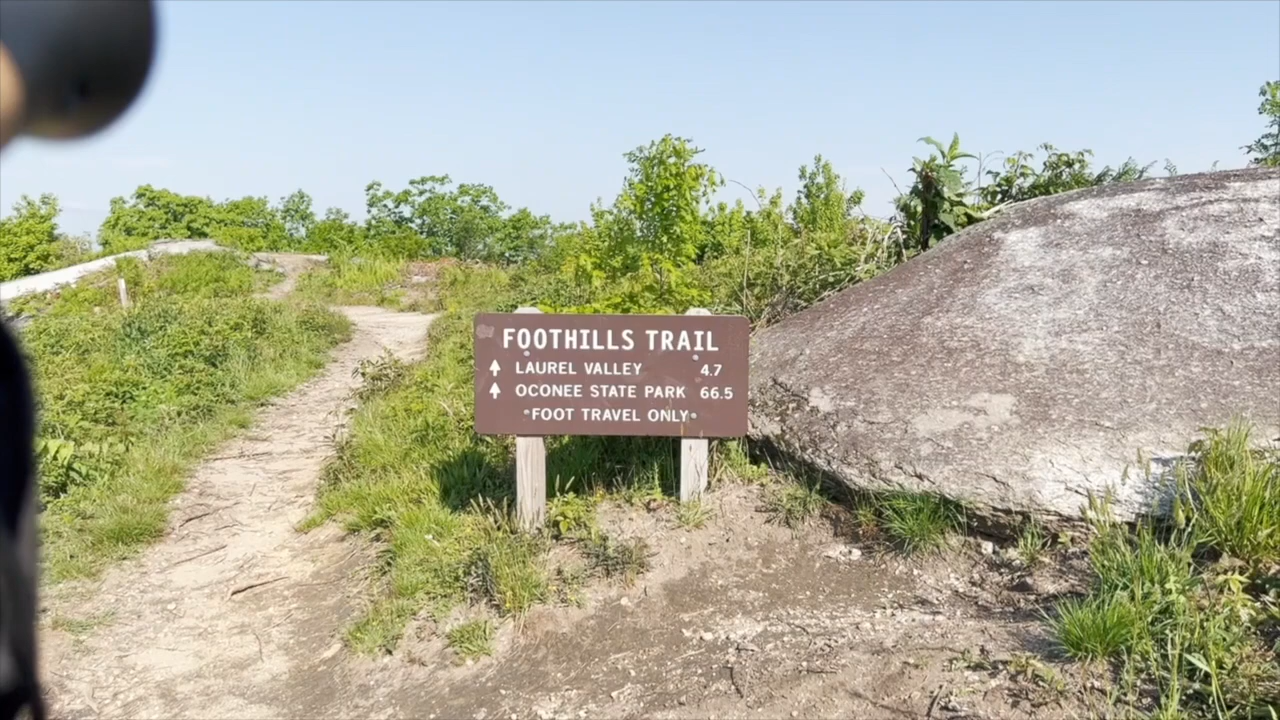 FOOTHILLS TRAIL
LAUREL VALLEY 4.7
OCONEE STATE PARK 66.5
FOOT TRAVEL ONLY